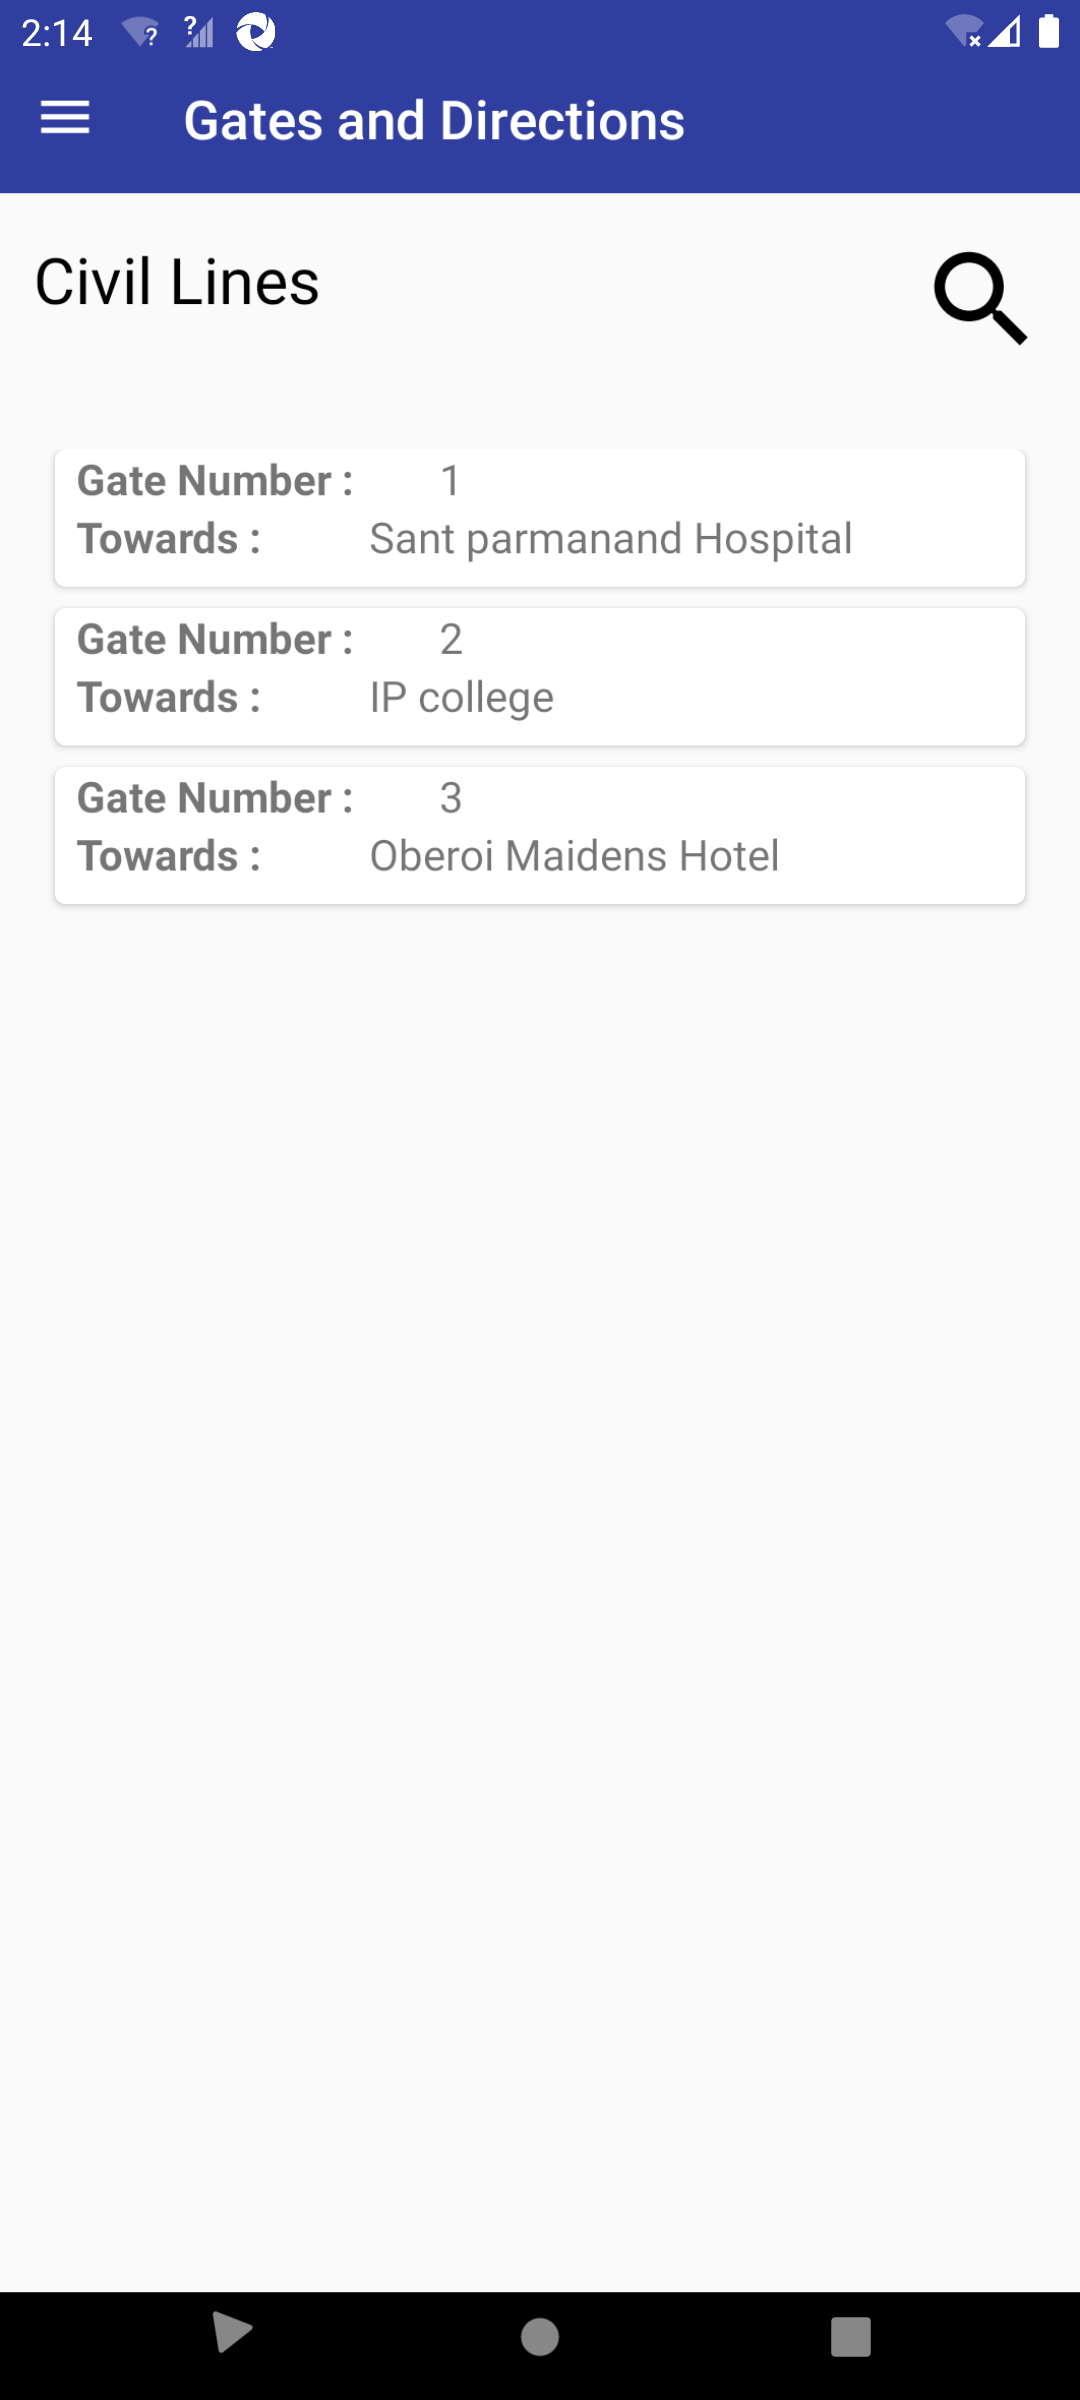 2:14
Gates and Directions
Civil Lines
Gate Number : 1
Towards : Sant parmanand Hospital
Gate Number : 2
Towards : IP college
Gate Number : 3
Towards : Oberoi Maidens Hotel